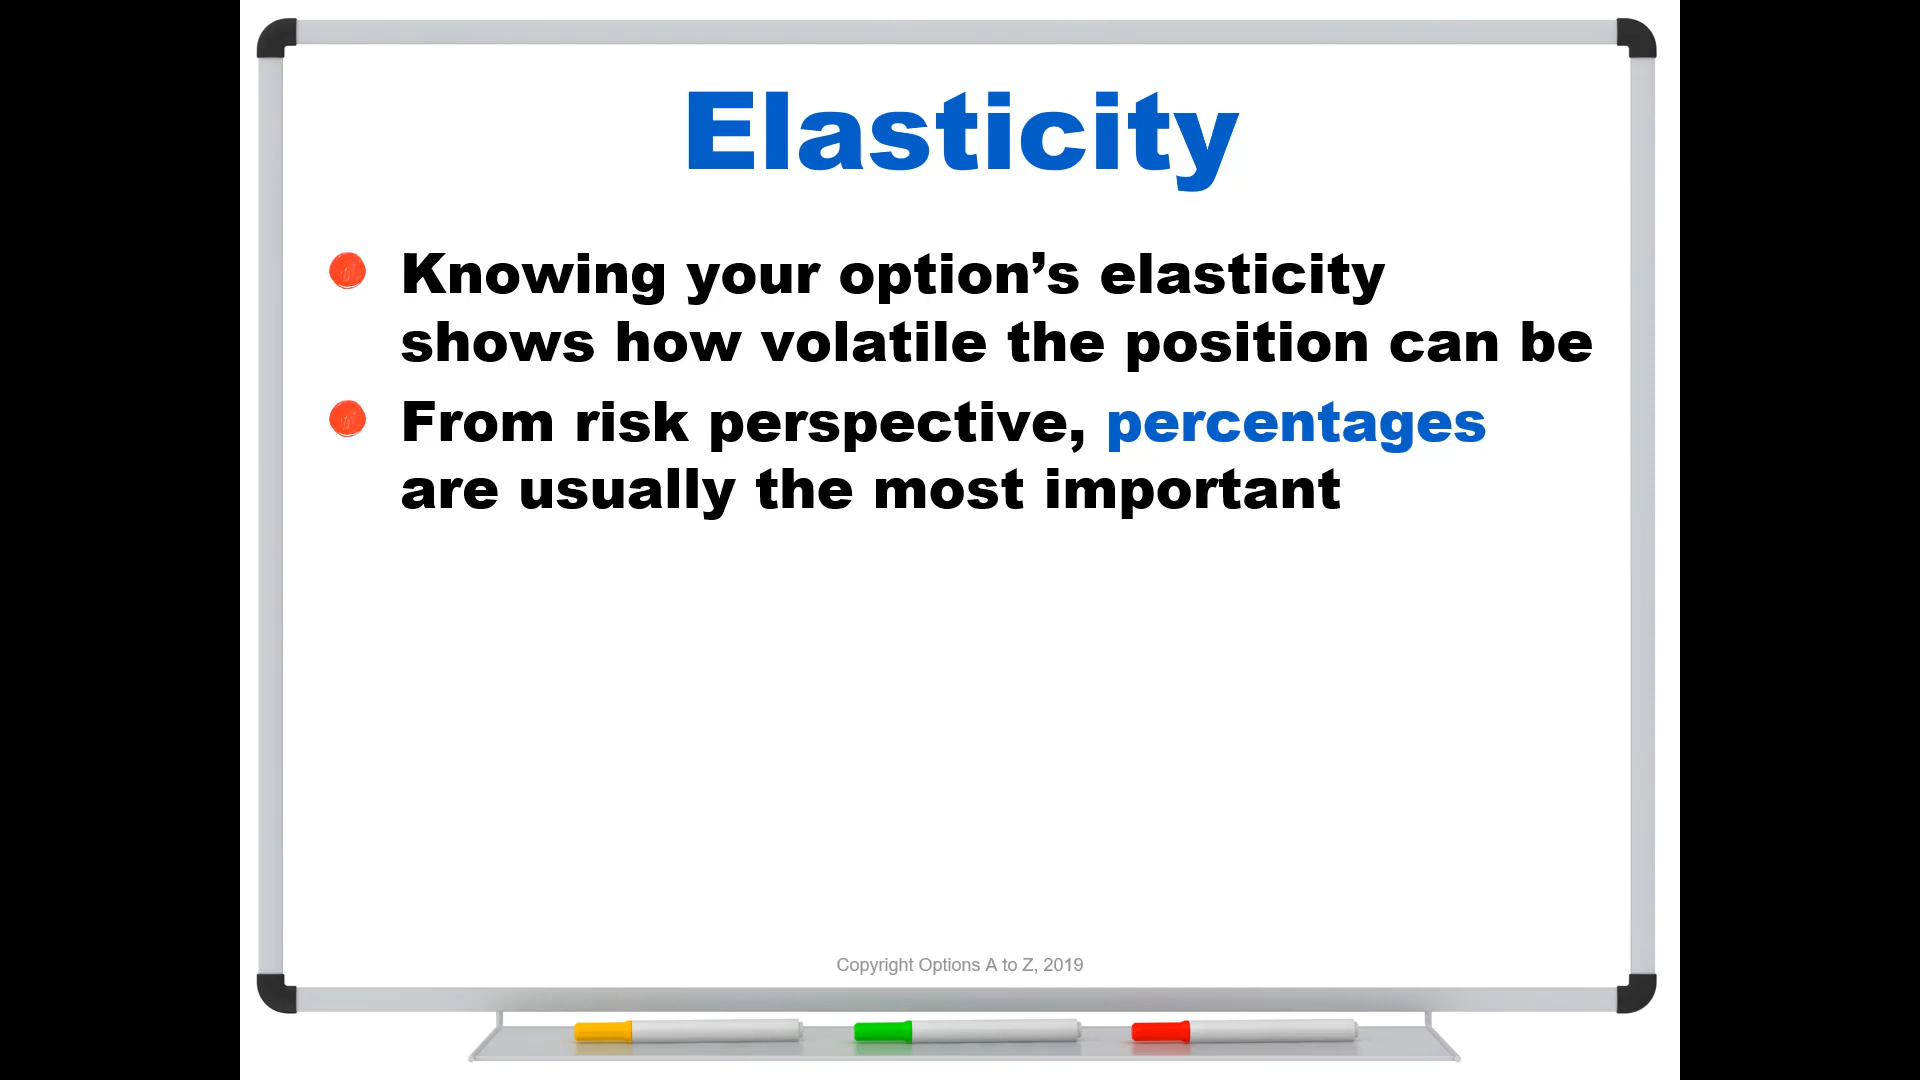 Elasticity
Knowing your option’s elasticity
shows how volatile the position can be
From risk perspective, percentages
are usually the most important
Copyright Options A to Z, 2019